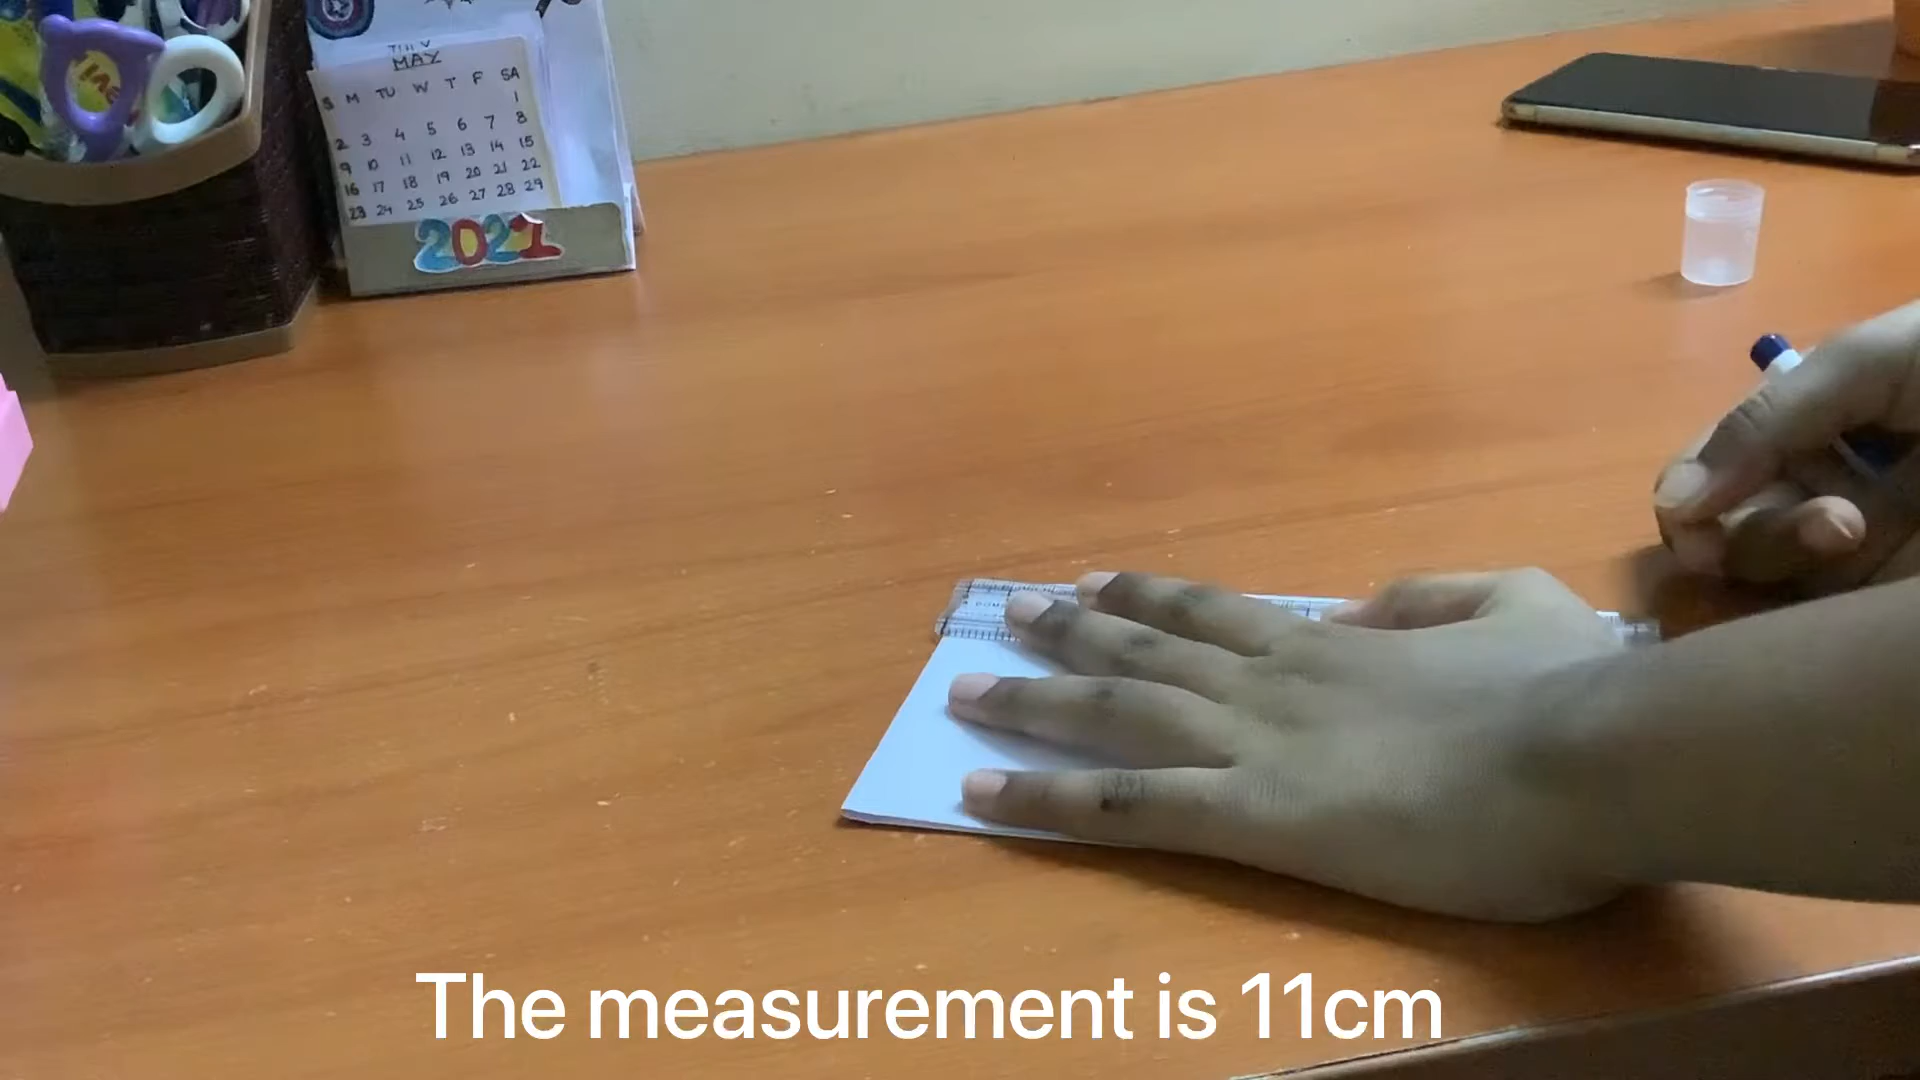 MAY
S M TU W T F SA
1
2 3 4 5 6 7 8
9 10 11 12 13 14 15
16 17 18 19 20 21 22
23 24 25 26 27 28 29
2021
The measurement is 11cm